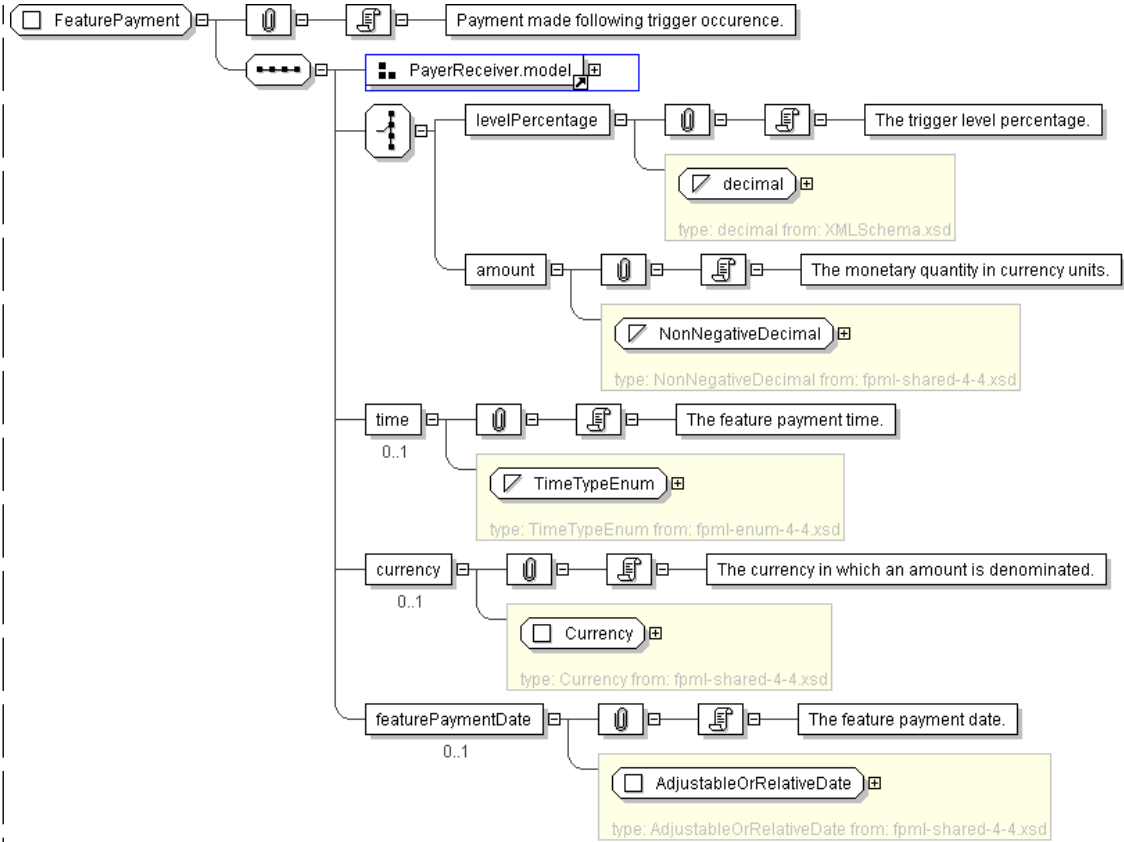 FeaturePayment
Payment made following trigger occurence.
PayerReceiver.model
levelPercentage
The trigger level percentage.
decimal
type: decimal from: XMLSchema.xsd
amount
The monetary quantity in currency units.
NonNegativeDecimal
type: NonNegativeDecimal from: fpml-shared-4-4.xsd
time
The feature payment time.
0..1
TimeTypeEnum
type: TimeTypeEnum from: fpml-enum-4-4.xsd
currency
The currency in which an amount is denominated.
0..1
Currency
type: Currency from: fpml-shared-4-4.xsd
featurePaymentDate
The feature payment date.
0..1
AdjustableOrRelativeDate
type: AdjustableOrRelativeDate from: fpml-shared-4-4.xsd